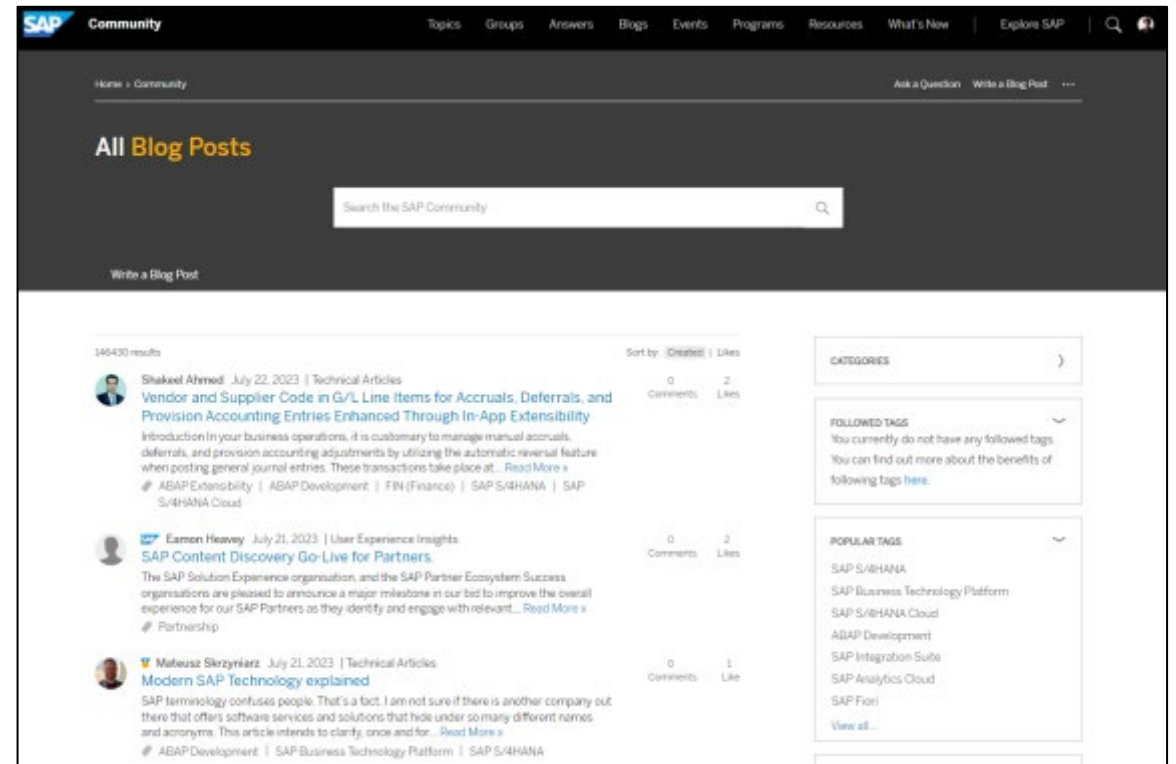 SAP Community Topics Groups Answers Blogs Events Programs Resources What's New | Explore SAP |
Home > Community Ask a Question Write a Blog Post ...
All Blog Posts
Search the SAP Community
Write a Blog Post
146430 results Sort by: Created | Likes
Shakeel Ahmed July 22, 2023 | Technical Articles
0 Comments
2 Likes
Vendor and Supplier Code in G/L Line Items for Accruals, Deferrals, and
Provision Accounting Entries Enhanced Through In-App Extensibility
Introduction In your business operations, it is customary to manage manual accruals,
deferrals, and provision accounting adjustments by utilizing the automatic reversal feature
when posting general journal entries. These transactions take place at... Read More »
ABAP Extensibility | ABAP Development | FIN (Finance) | SAP S/4HANA | SAP
S/4HANA Cloud
SAP Eamon Heavey July 21, 2023 | User Experience Insights
0 Comments
2 Likes
SAP Content Discovery Go-Live for Partners.
The SAP Solution Experience organisation, and the SAP Partner Ecosystem Success
organisations are pleased to announce a major milestone in our bid to improve the overall
experience for our SAP Partners as they identify and engage with relevant... Read More »
Partnership
Mateusz Skrzyniarz July 21, 2023 | Technical Articles
0 Comments
1 Like
Modern SAP Technology explained
SAP terminology confuses people. That's a fact. I am not sure if there is another company out
there that offers software services and solutions that hide under so many different names
and acronyms. This article intends to clarify, once and for... Read More »
ABAP Development | SAP Business Technology Platform | SAP S/4HANA
CATEGORIES
FOLLOWED TAGS
You currently do not have any followed tags.
You can find out more about the benefits of
following tags here.
POPULAR TAGS
SAP S/4HANA
SAP Business Technology Platform
SAP S/4HANA Cloud
ABAP Development
SAP Integration Suite
SAP Analytics Cloud
SAP Fiori
View all...